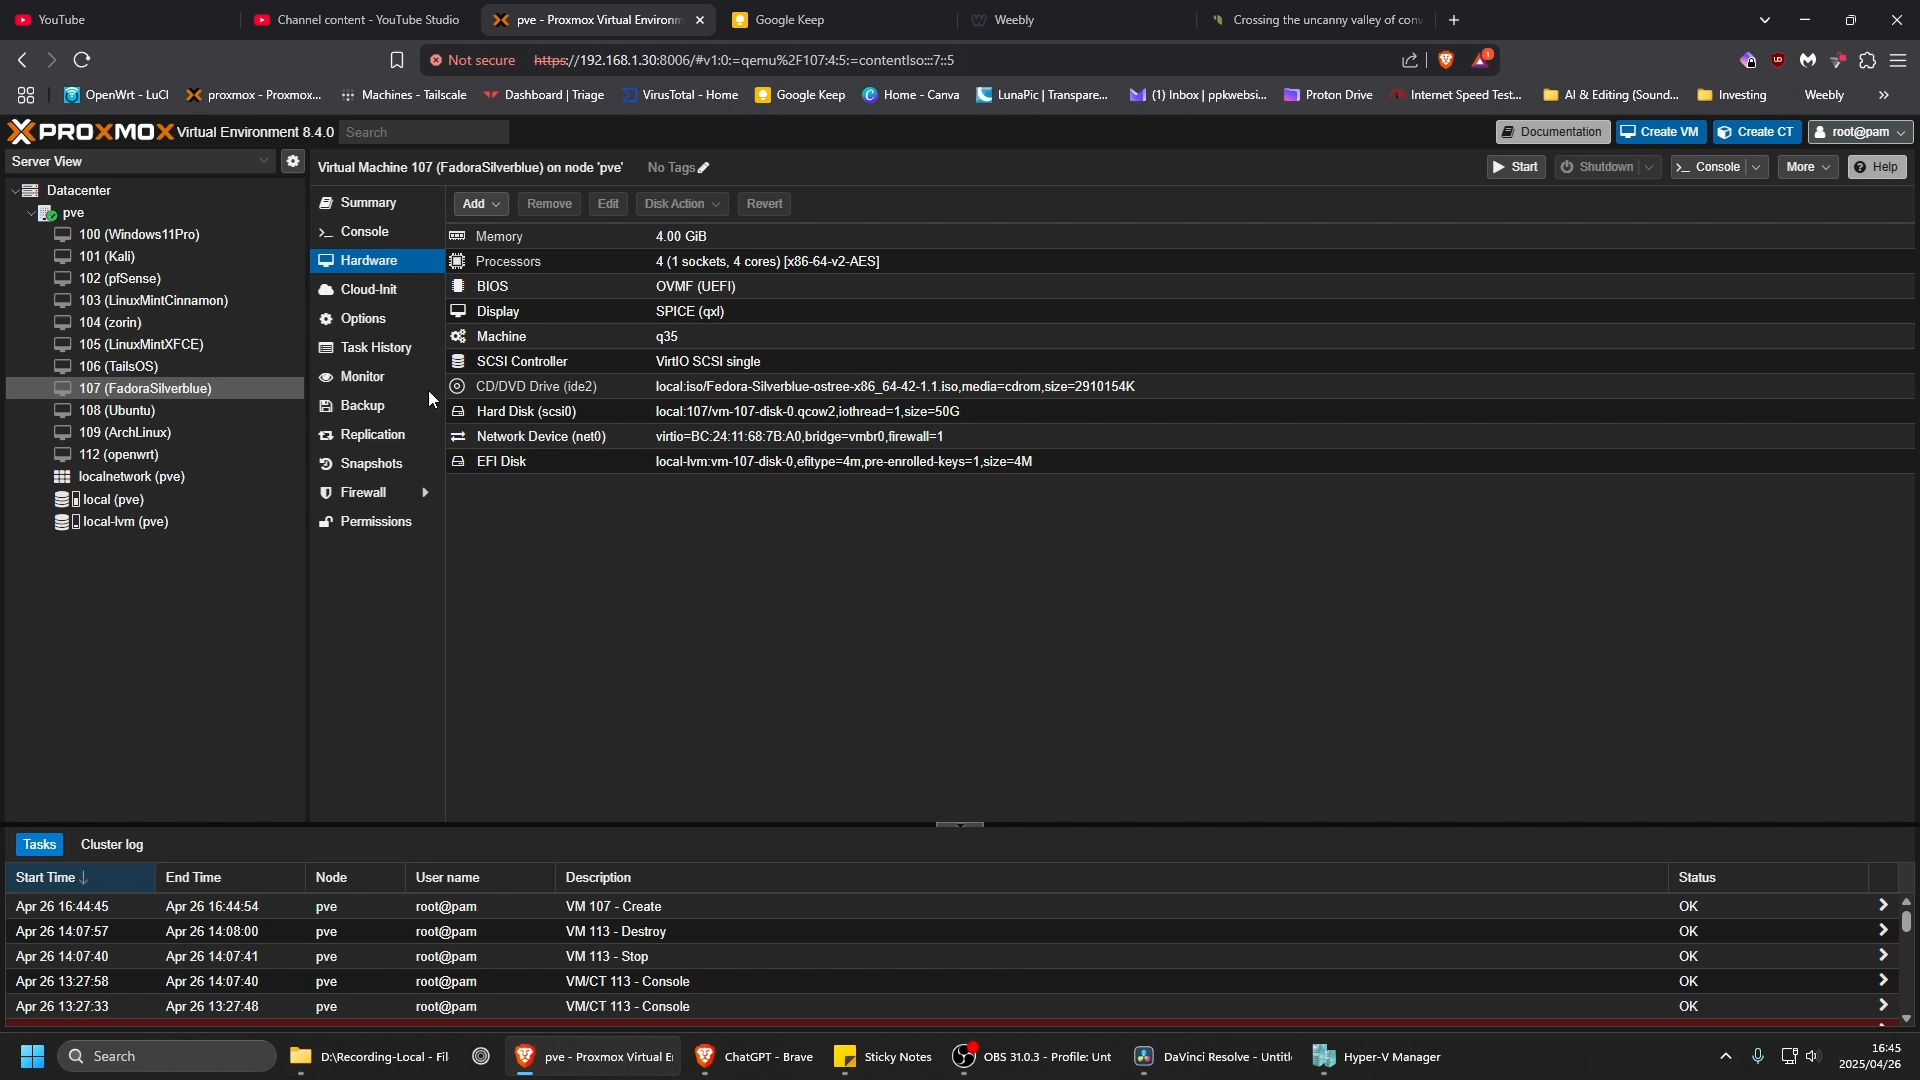 YouTube
Channel content - YouTube Studio
pve - Proxmox Virtual Environm
Google Keep
Weebly
Crossing the uncanny valley of conv
Not secure https://192.168.1.30:8006/#v1:0:=qemu%2F107:4:5:=contentIso:::7::5
1
OpenWrt - LuCI
proxmox - Proxmox...
Machines - Tailscale
Dashboard | Triage
VirusTotal - Home
Google Keep
Home - Canva
LunaPic | Transpare...
(1) Inbox | ppkwebsi...
Proton Drive
Internet Speed Test...
AI & Editing (Sound...
Investing
Weebly
PROXMOX Virtual Environment 8.4.0
Search
Documentation
Create VM
Create CT
root@pam
Server View
Virtual Machine 107 (FadoraSilverblue) on node 'pve'
No Tags
Start
Shutdown
Console
More
Help
Datacenter
pve
100 (Windows11Pro)
101 (Kali)
102 (pfSense)
103 (LinuxMintCinnamon)
104 (zorin)
105 (LinuxMintXFCE)
106 (TailsOS)
107 (FadoraSilverblue)
108 (Ubuntu)
109 (ArchLinux)
112 (openwrt)
localnetwork (pve)
local (pve)
local-lvm (pve)
Summary
Console
Hardware
Cloud-Init
Options
Task History
Monitor
Backup
Replication
Snapshots
Firewall
Permissions
Add
Remove
Edit
Disk Action
Revert
Memory 4.00 GiB
Processors 4 (1 sockets, 4 cores) [x86-64-v2-AES]
BIOS OVMF (UEFI)
Display SPICE (qxl)
Machine q35
SCSI Controller VirtIO SCSI single
CD/DVD Drive (ide2) local:iso/Fedora-Silverblue-ostree-x86_64-42-1.1.iso,media=cdrom,size=2910154K
Hard Disk (scsi0) local:107/vm-107-disk-0.qcow2,iothread=1,size=50G
Network Device (net0) virtio=BC:24:11:68:7B:A0,bridge=vmbr0,firewall=1
EFI Disk local-lvm:vm-107-disk-0,efitype=4m,pre-enrolled-keys=1,size=4M
Tasks
Cluster log
Start Time End Time Node User name Description Status
Apr 26 16:44:45 Apr 26 16:44:54 pve root@pam VM 107 - Create OK
Apr 26 14:07:57 Apr 26 14:08:00 pve root@pam VM 113 - Destroy OK
Apr 26 14:07:40 Apr 26 14:07:41 pve root@pam VM 113 - Stop OK
Apr 26 13:27:58 Apr 26 14:07:40 pve root@pam VM/CT 113 - Console OK
Apr 26 13:27:33 Apr 26 13:27:48 pve root@pam VM/CT 113 - Console OK
Search
D:\Recording-Local - Fil
pve - Proxmox Virtual E
ChatGPT - Brave
Sticky Notes
OBS 31.0.3 - Profile: Unt
DaVinci Resolve - Untitl
Hyper-V Manager
16:45
2025/04/26